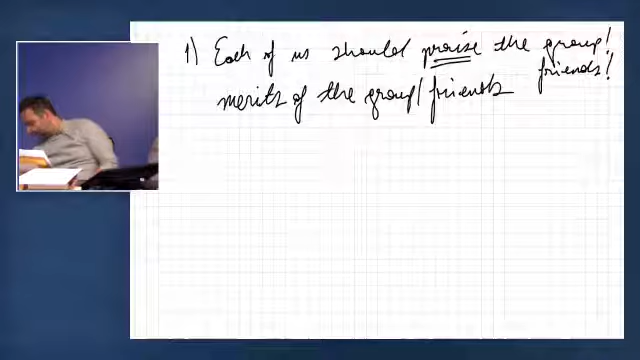 1) Each of us should praise the group/
friends!
merits of the group/friends